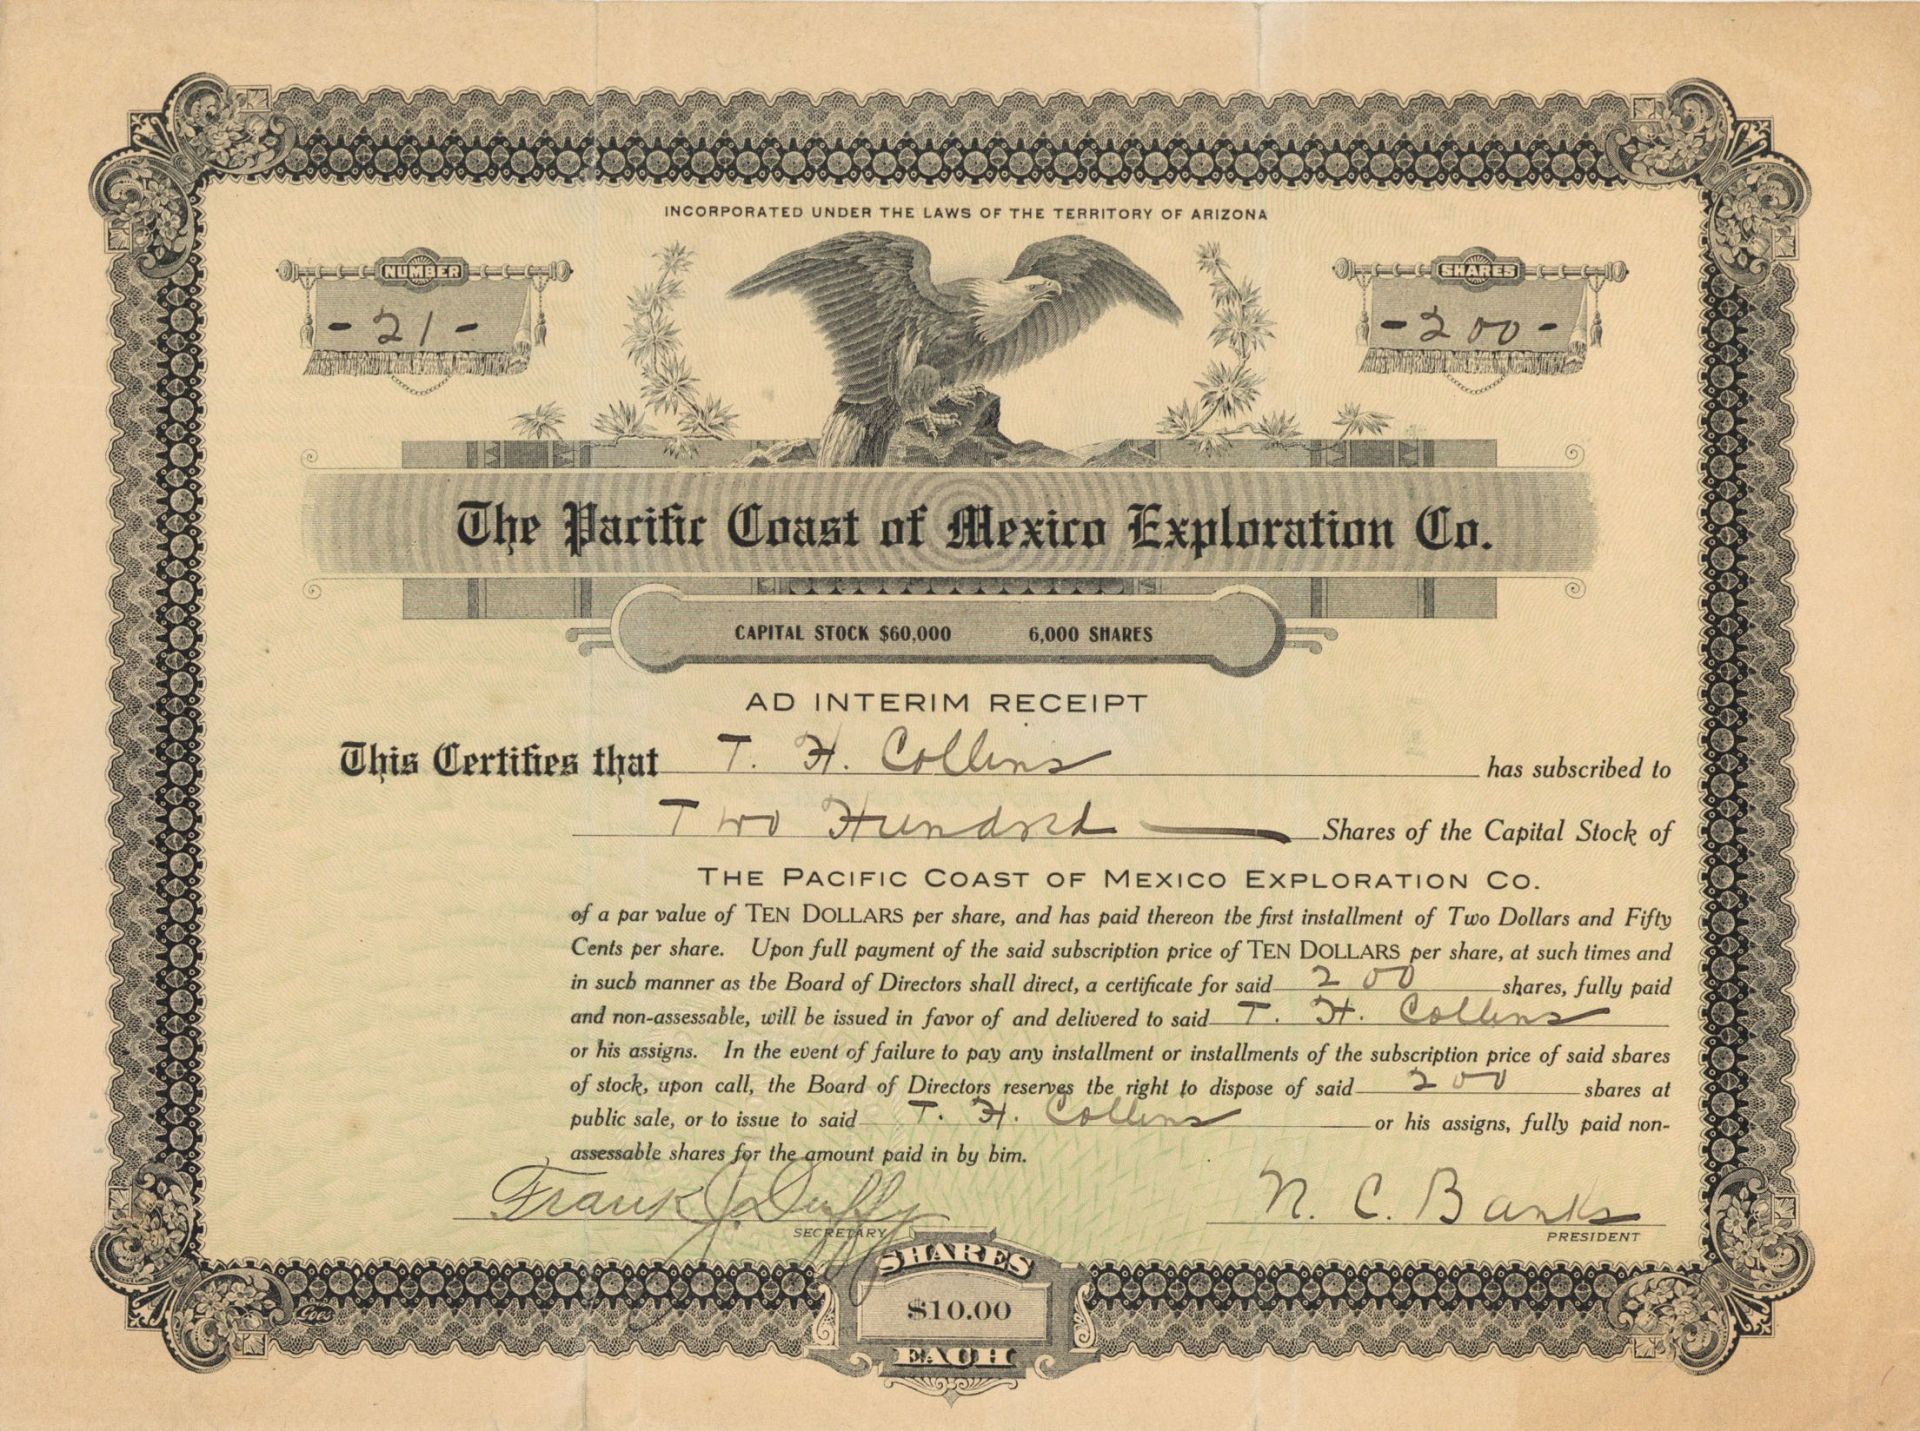 INCORPORATED UNDER THE LAWS OF THE TERRITORY OF ARIZONA
NUMBER
- 21 -
SHARES
- 200 -
The Pacific Coast of Mexico Exploration Co.
CAPITAL STOCK $60,000 6,000 SHARES
AD INTERIM RECEIPT
This Certifies that T. H. Collins has subscribed to
Two Hundred Shares of the Capital Stock of
THE PACIFIC COAST OF MEXICO EXPLORATION CO.
of a par value of TEN DOLLARS per share, and has paid thereon the first installment of Two Dollars and Fifty
Cents per share. Upon full payment of the said subscription price of TEN DOLLARS per share, at such times and
in such manner as the Board of Directors shall direct, a certificate for said 200 shares, fully paid
and non-assessable, will be issued in favor of and delivered to said T. H. Collins
or his assigns. In the event of failure to pay any installment or installments of the subscription price of said shares
of stock, upon call, the Board of Directors reserves the right to dispose of said 200 shares at
public sale, or to issue to said T. H. Collins or his assigns, fully paid non-
assessable shares for the amount paid in by him.
Frank J. Duffy
SECRETARY
N. C. Banks
PRESIDENT
SHARES
$10.00
EACH
Goes